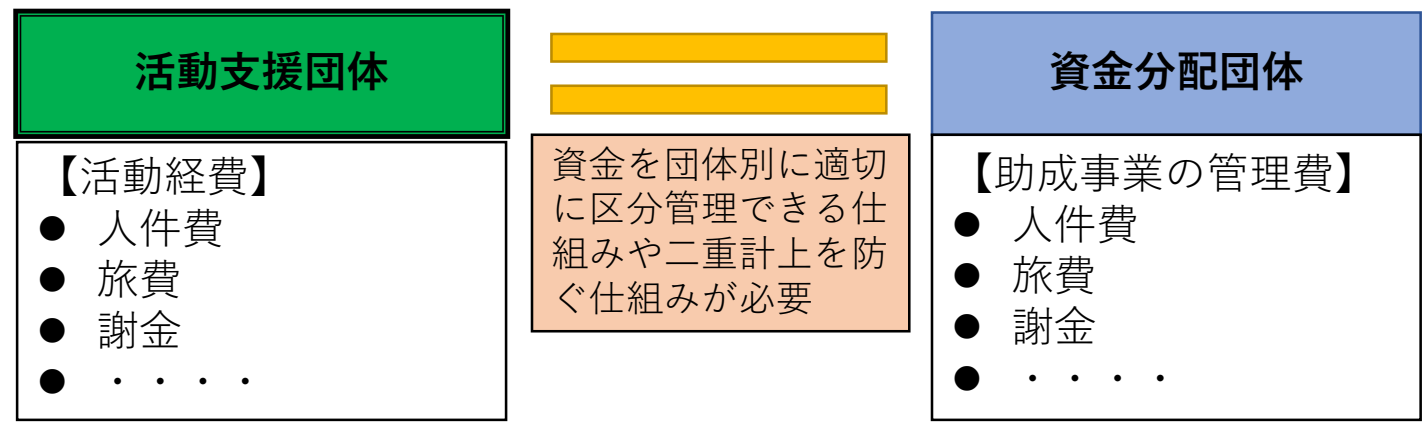 活動支援団体
【活動経費】
● 人件費
● 旅費
● 謝金
● ・・・・
資金を団体別に適切
に区分管理できる仕
組みや二重計上を防
ぐ仕組みが必要
資金分配団体
【助成事業の管理費】
● 人件費
● 旅費
● 謝金
● ・・・・